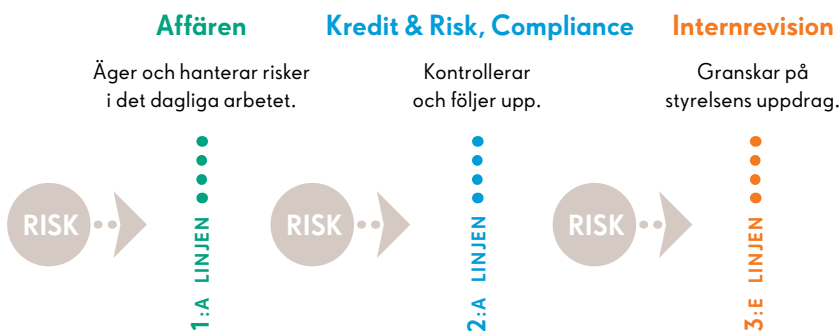 Affären
Äger och hanterar risker
i det dagliga arbetet.
Kredit & Risk, Compliance
Kontrollerar
och följer upp.
Internrevision
Granskar på
styrelsens uppdrag.
RISK
1:A LINJEN
RISK
2:A LINJEN
RISK
3:E LINJEN